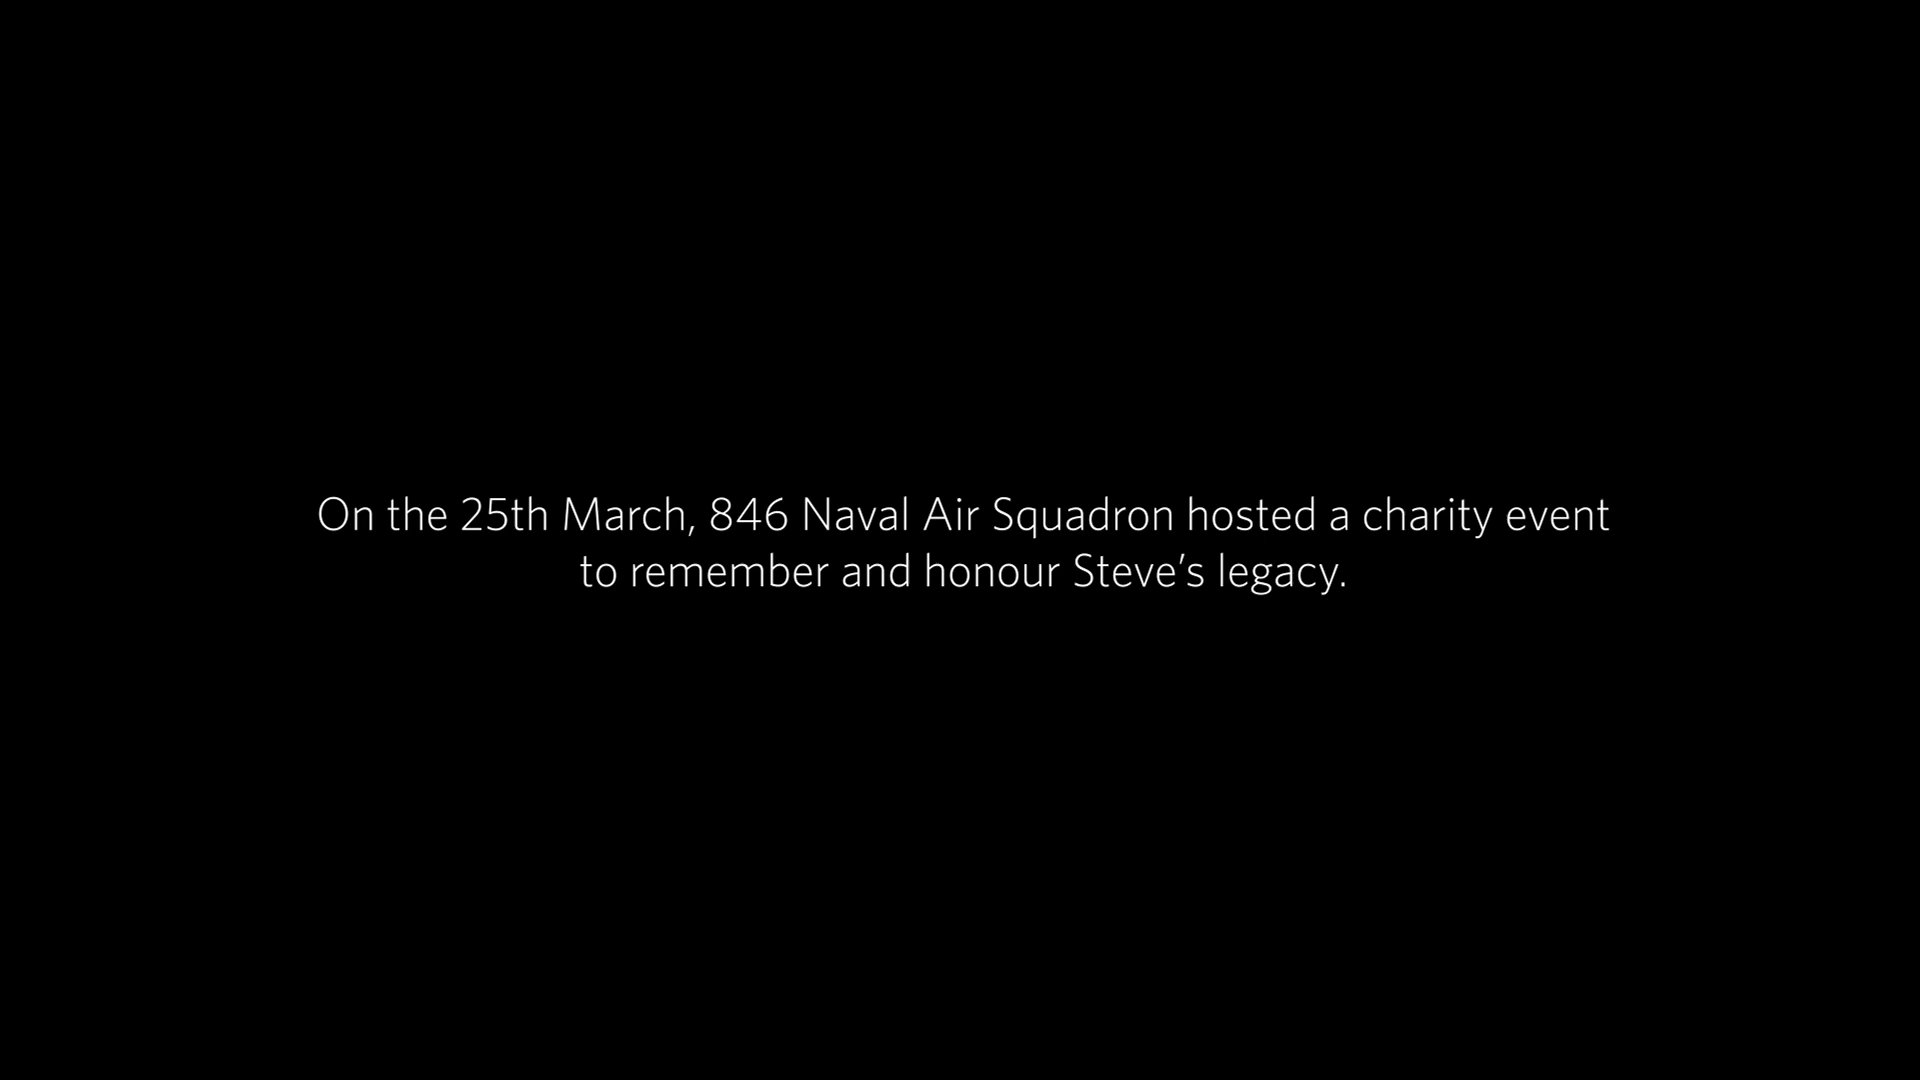 On the 25th March, 846 Naval Air Squadron hosted a charity event
to remember and honour Steve’s legacy.